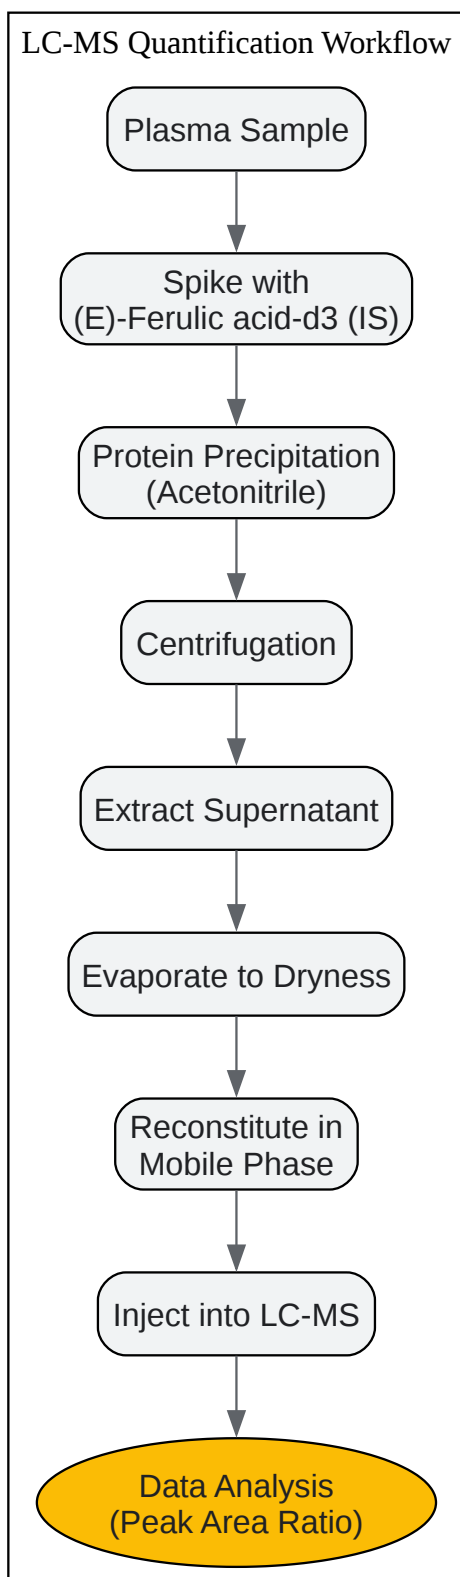 LC-MS Quantification Workflow
Plasma Sample
Spike with
(E)-Ferulic acid-d3 (IS)
Protein Precipitation
(Acetonitrile)
Centrifugation
Extract Supernatant
Evaporate to Dryness
Reconstitute in
Mobile Phase
Inject into LC-MS
Data Analysis
(Peak Area Ratio)